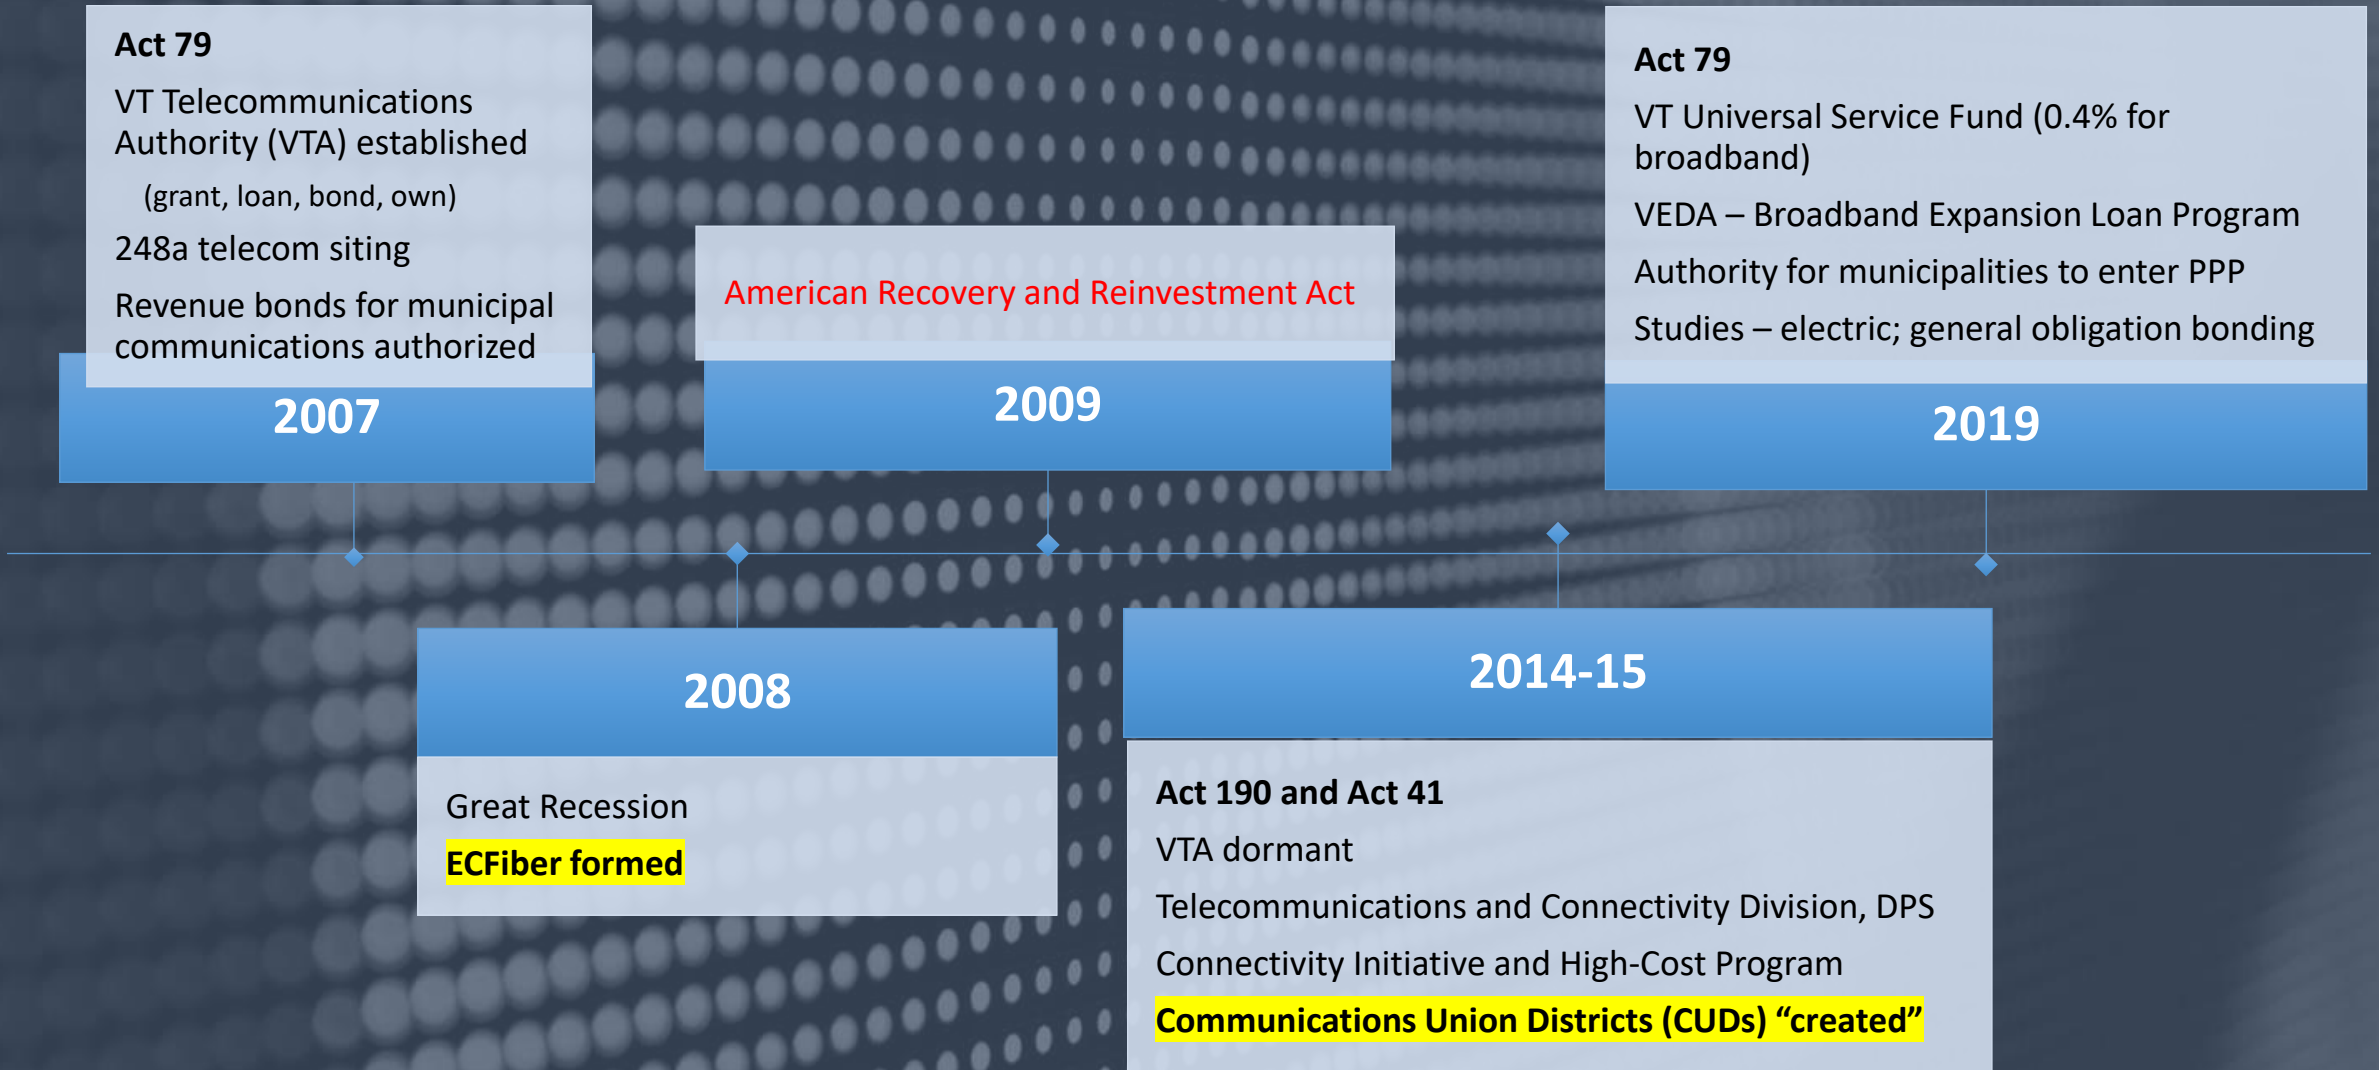 Act 79
VT Telecommunications
Authority (VTA) established
(grant, loan, bond, own)
248a telecom siting
Revenue bonds for municipal
communications authorized
2007
Great Recession
ECFiber formed
2008
American Recovery and Reinvestment Act
2009
2014-15
Act 190 and Act 41
VTA dormant
Telecommunications and Connectivity Division, DPS
Connectivity Initiative and High-Cost Program
Communications Union Districts (CUDs) “created”
Act 79
VT Universal Service Fund (0.4% for
broadband)
VEDA – Broadband Expansion Loan Program
Authority for municipalities to enter PPP
Studies – electric; general obligation bonding
2019